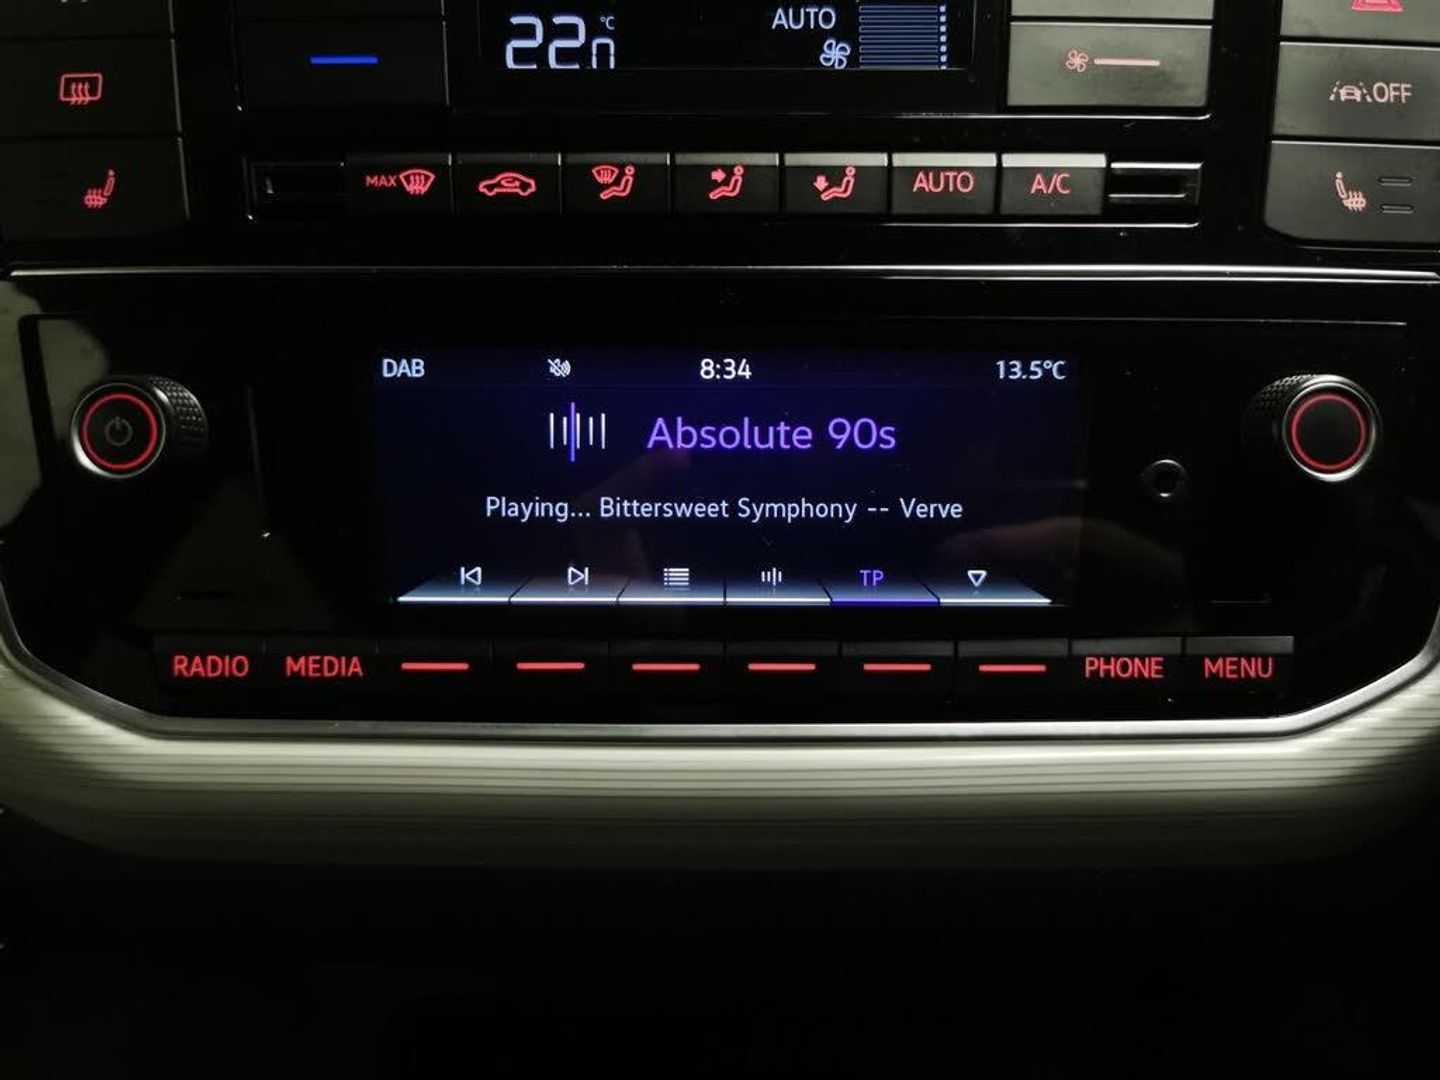 22.0 °C AUTO
OFF
MAX AUTO A/C
DAB 8:34 13.5°C
Absolute 90s
Playing... Bittersweet Symphony -- Verve
TP
RADIO MEDIA PHONE MENU